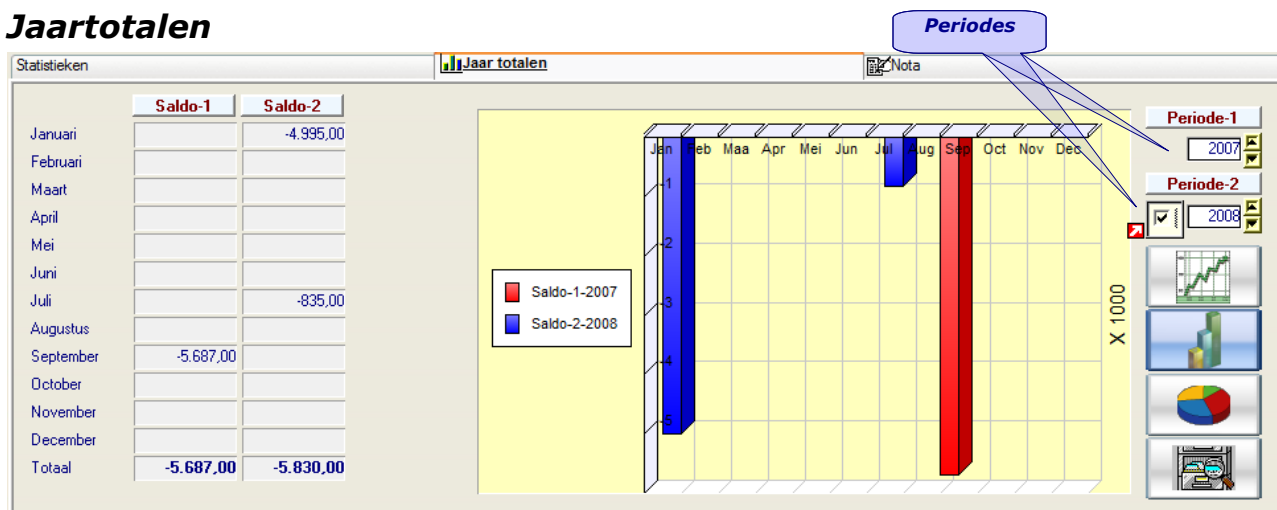 Jaartotalen
Periodes
Statistieken
Jaar totalen
Nota
Saldo-1 Saldo-2
Januari -4.995,00
Februari
Maart
April
Mei
Juni
Juli -835,00
Augustus
September -5.687,00
October
November
December
Totaal -5.687,00 -5.830,00
Jan Feb Maa Apr Mei Jun Jul Aug Sep Oct Nov Dec
-1
-2
-3
-4
-5
Saldo-1-2007
Saldo-2-2008
X 1000
Periode-1
2007
Periode-2
2008